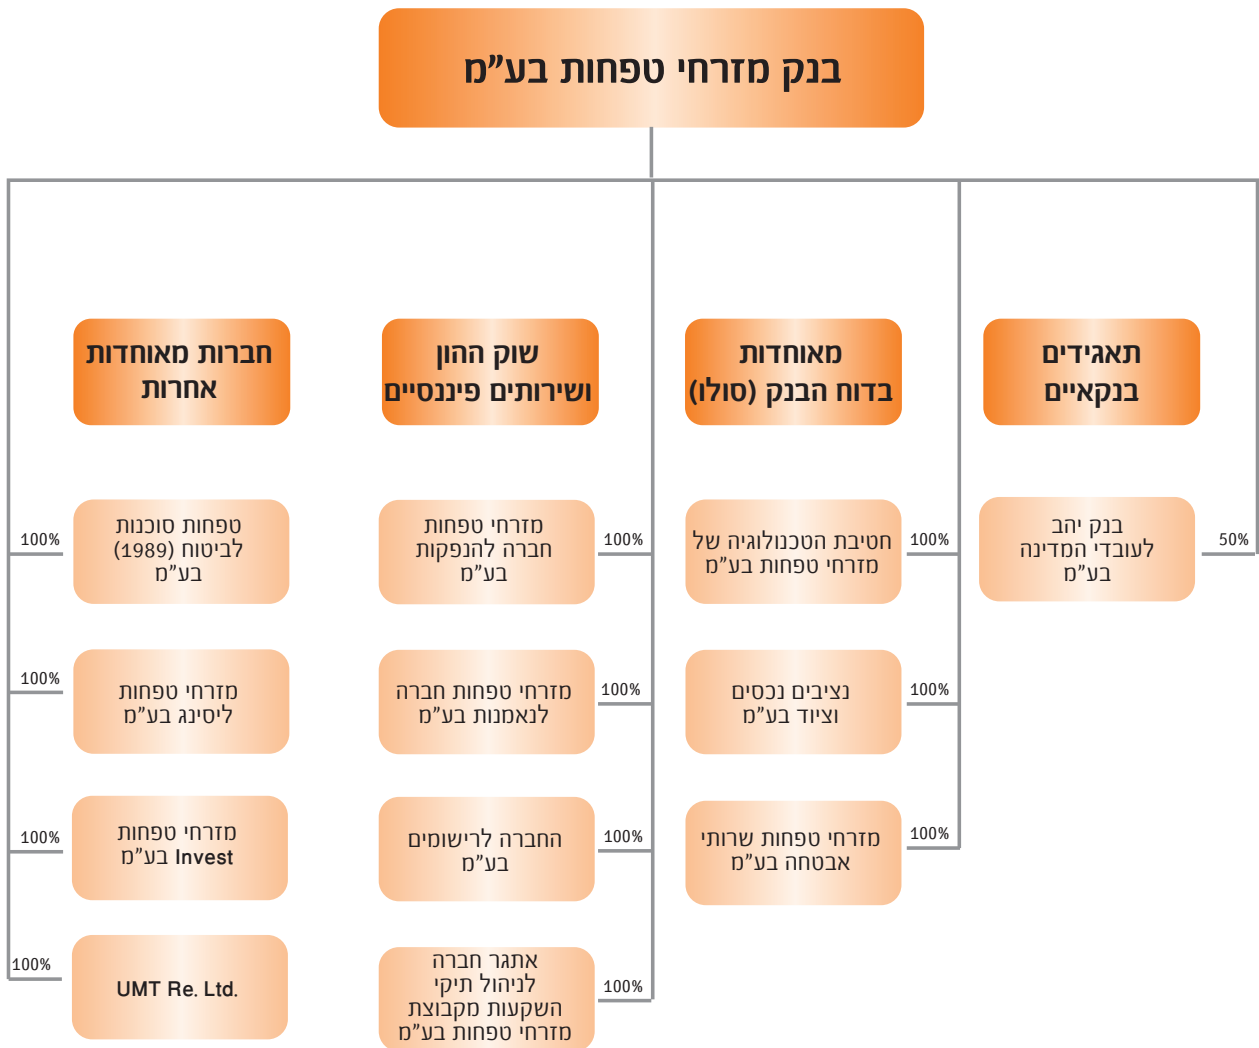 בנק מזרחי טפחות בע"מ
תאגידים
בנקאיים
בנק יהב
לעובדי המדינה
בע"מ
50%
מאוחדות
בדוח הבנק (סולו)
חטיבת הטכנולוגיה של
מזרחי טפחות בע"מ
100%
נציבים נכסים
וציוד בע"מ
100%
מזרחי טפחות שרותי
אבטחה בע"מ
100%
שוק ההון
ושירותים פיננסיים
מזרחי טפחות
חברה להנפקות
בע"מ
100%
מזרחי טפחות חברה
לנאמנות בע"מ
100%
החברה לרישומים
בע"מ
100%
אתגר חברה
לניהול תיקי
השקעות מקבוצת
מזרחי טפחות בע"מ
100%
חברות מאוחדות
אחרות
טפחות סוכנות
לביטוח (1989)
בע"מ
100%
מזרחי טפחות
ליסינג בע"מ
100%
מזרחי טפחות
Invest בע"מ
100%
UMT Re. Ltd.
100%